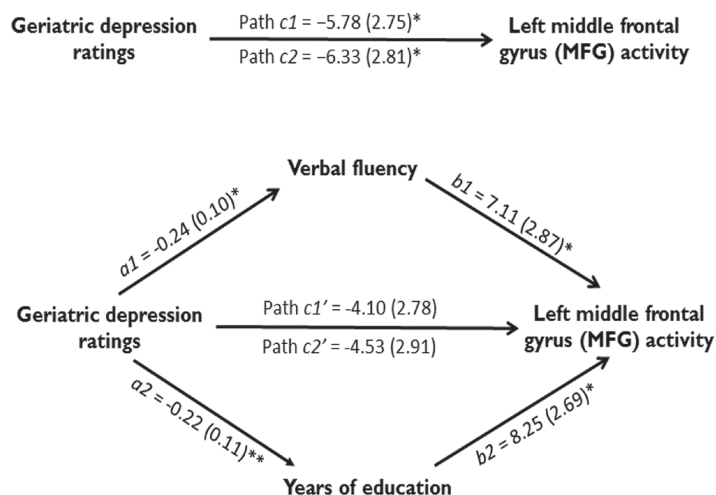 Geriatric depression
ratings
Path c1 = −5.78 (2.75)*
Path c2 = −6.33 (2.81)*
Left middle frontal
gyrus (MFG) activity
Verbal fluency
a1 = -0.24 (0.10)*
b1 = 7.11 (2.87)*
Geriatric depression
ratings
Path c1’ = -4.10 (2.78)
Path c2’ = -4.53 (2.91)
Left middle frontal
gyrus (MFG) activity
a2 = -0.22 (0.11)**
b2 = 8.25 (2.69)*
Years of education